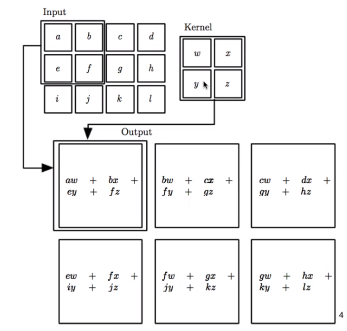 Input
Kernel
a b c d
w x
e f g h
y z
i j k l
Output
aw + bx +
ey + fz
bw + cx +
fy + gz
cw + dx +
gy + hz
ew + fx +
iy + jz
fw + gx +
jy + kz
gw + hx +
ky + lz
4